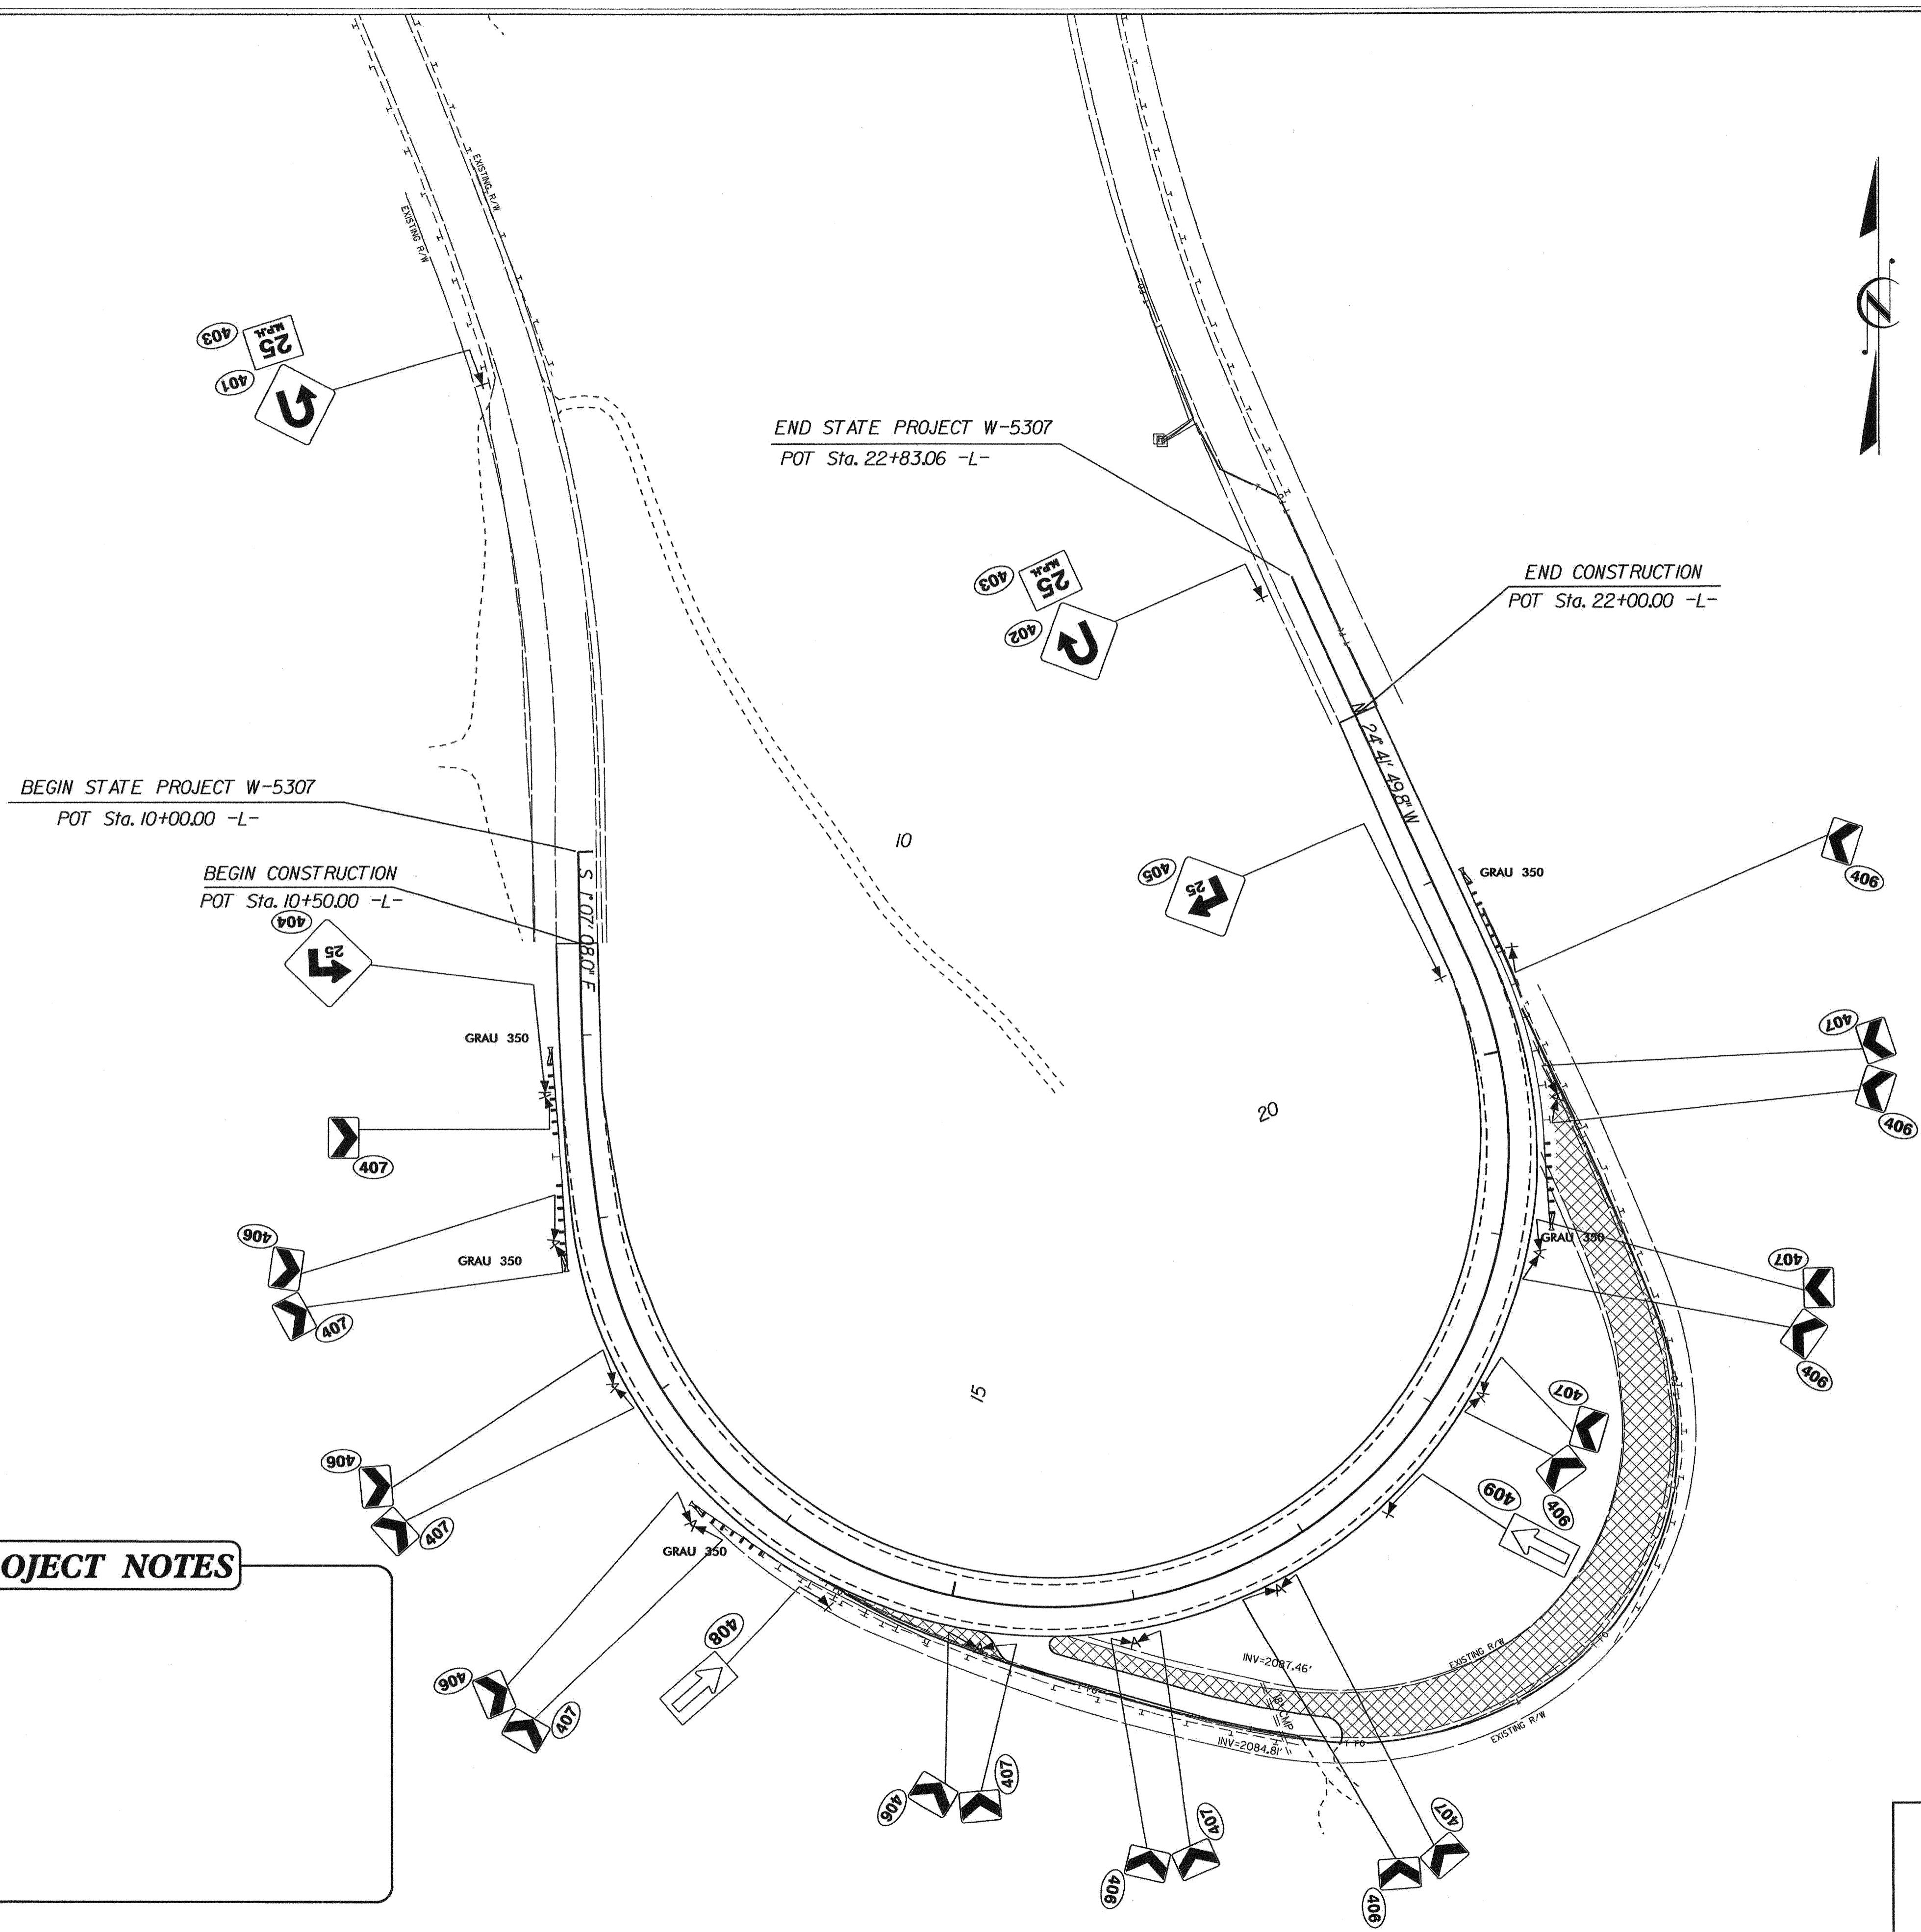 EXISTING R/W
EXISTING R/W
403
25
M.P.H.
401
END STATE PROJECT W-5307
POT Sta. 22+83.06 -L-
403
25
M.P.H.
402
END CONSTRUCTION
POT Sta. 22+00.00 -L-
N 24° 41' 49.8" W
BEGIN STATE PROJECT W-5307
POT Sta. 10+00.00 -L-
BEGIN CONSTRUCTION
POT Sta. 10+50.00 -L-
S 1° 07' 08.0" E
10
404
25
405
25
GRAU 350
406
GRAU 350
407
407
406
20
406
GRAU 350
407
GRAU 350
407
406
15
406
407
407
406
409
OJECT NOTES
GRAU 350
408
406
407
INV=2087.46'
EXISTING R/W
EXISTING R/W
INV=2084.81'
T FO
406
407
406
407
406
407